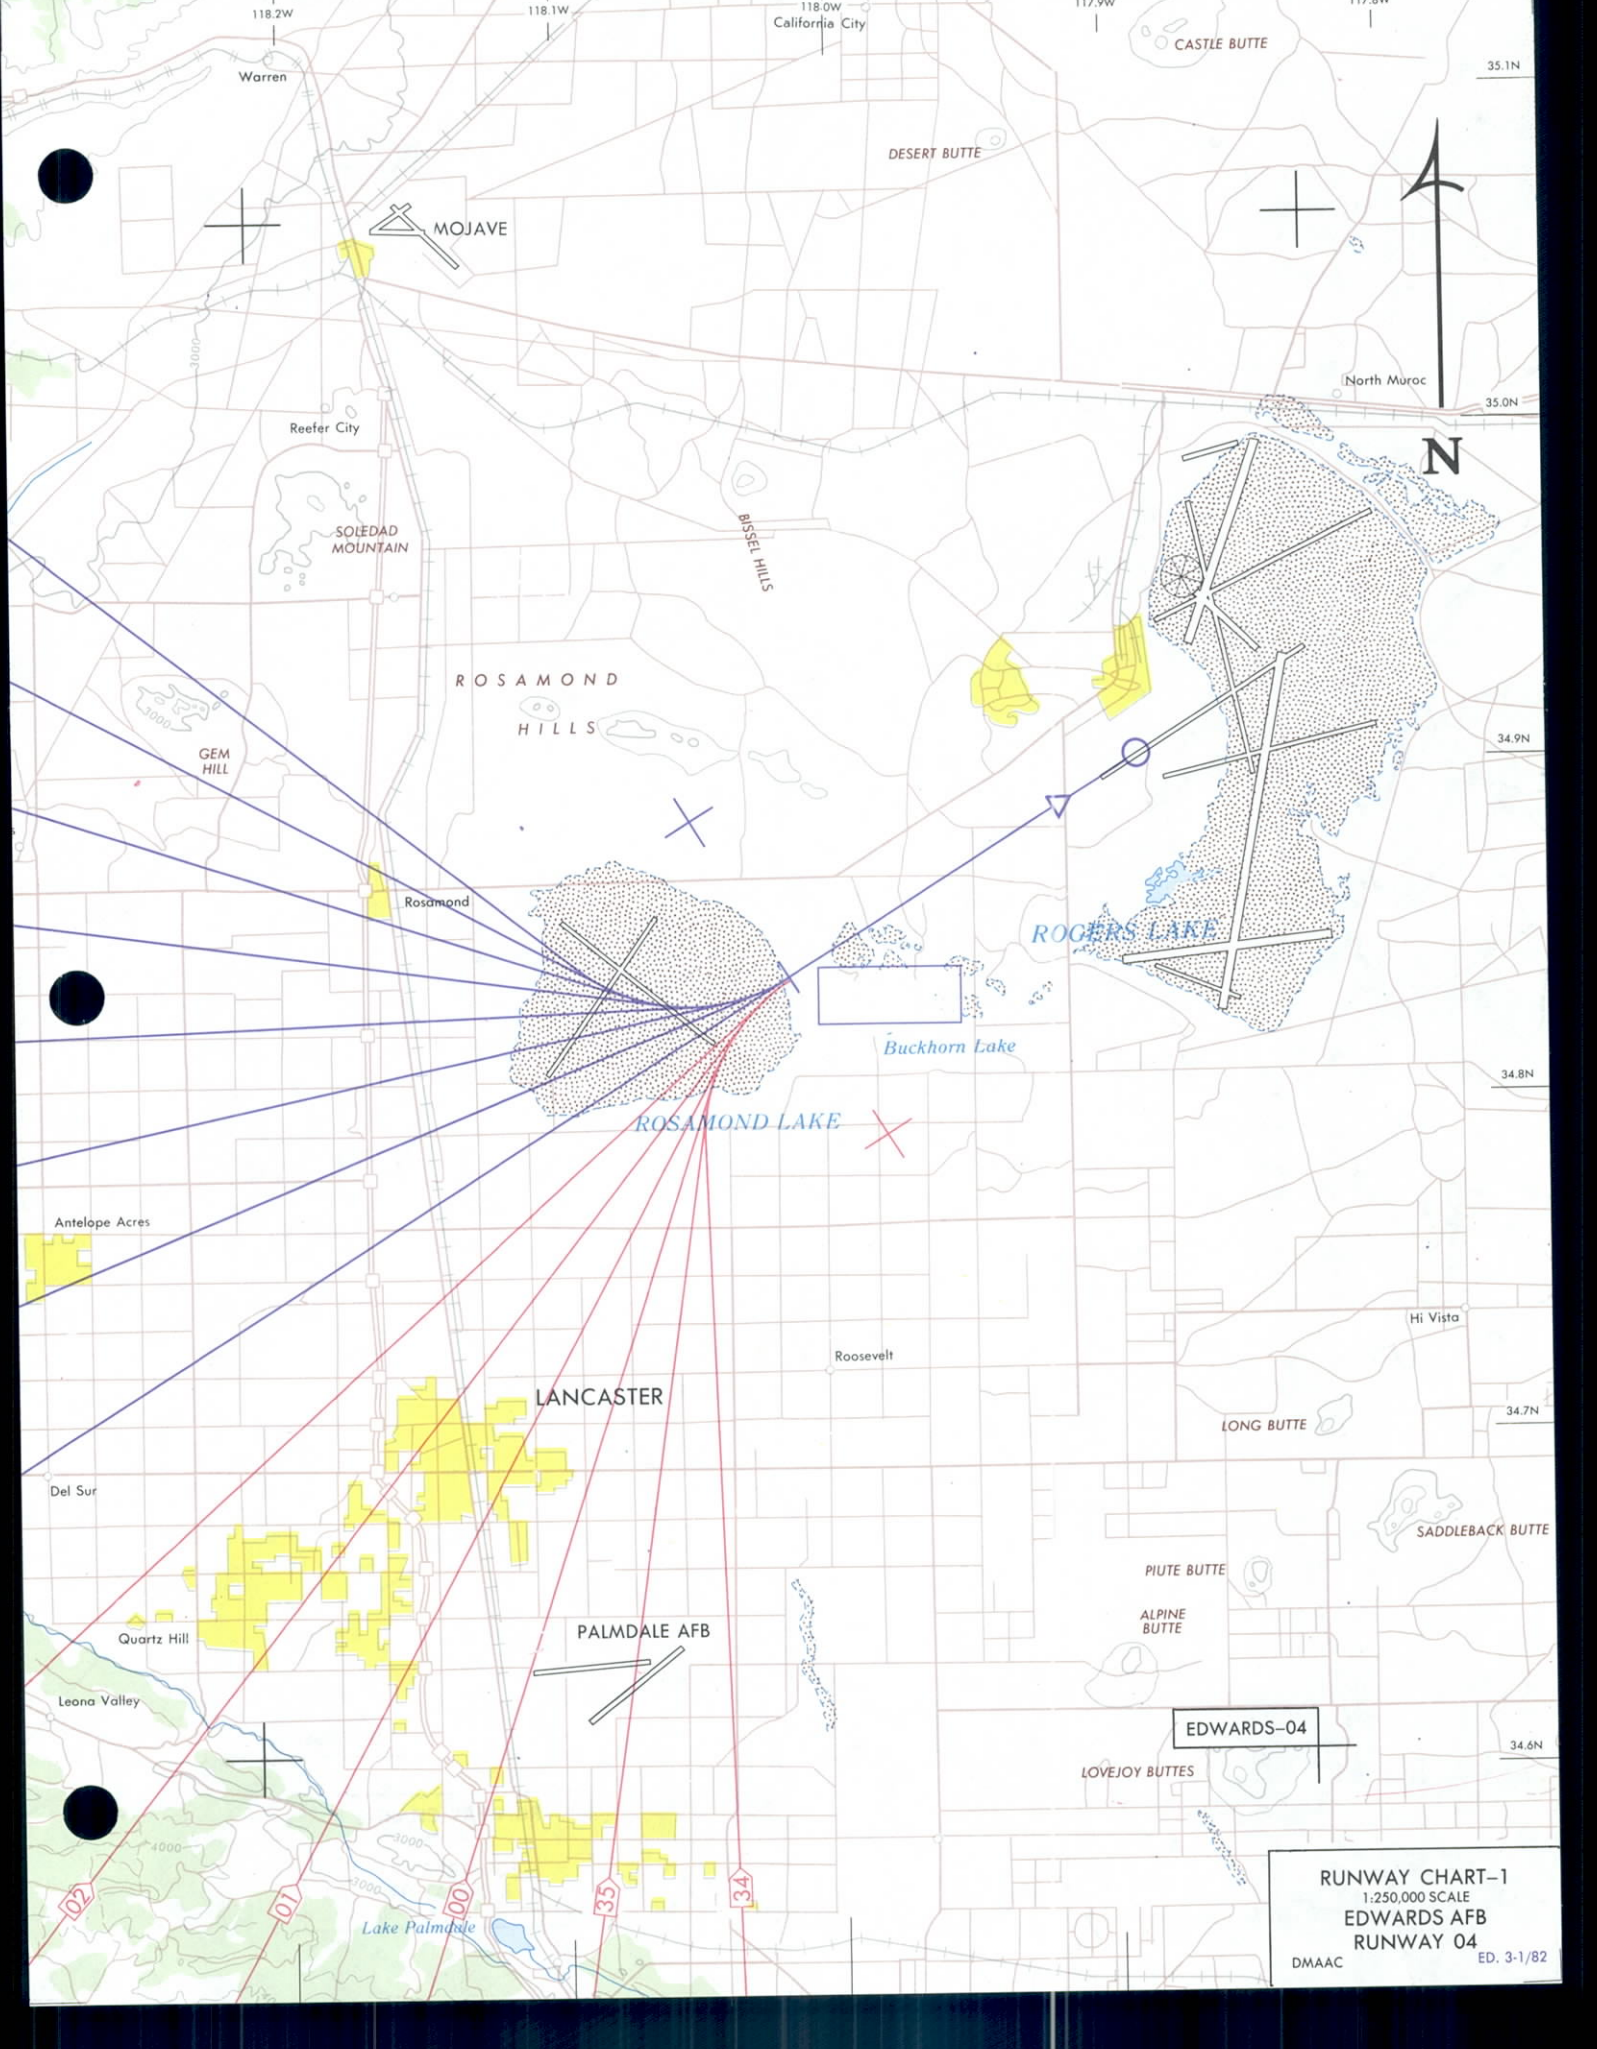 118.2W
118.1W
118.0W
117.9W
California City
CASTLE BUTTE
35.1N
Warren
DESERT BUTTE
MOJAVE
3000
North Muroc
35.0N
Reefer City
N
SOLEDAD
MOUNTAIN
BISSEL HILLS
ROSAMOND
HILLS
3000
GEM
HILL
34.9N
Rosamond
ROGERS LAKE
Buckhorn Lake
34.8N
ROSAMOND LAKE
Antelope Acres
Hi Vista
Roosevelt
LANCASTER
34.7N
LONG BUTTE
Del Sur
SADDLEBACK BUTTE
PIUTE BUTTE
ALPINE
BUTTE
Quartz Hill
PALMDALE AFB
Leona Valley
EDWARDS-04
34.6N
LOVEJOY BUTTES
4000
3000
3000
02
01
00
35
34
Lake Palmdale
RUNWAY CHART-1
1:250,000 SCALE
EDWARDS AFB
RUNWAY 04
DMAAC
ED. 3-1/82